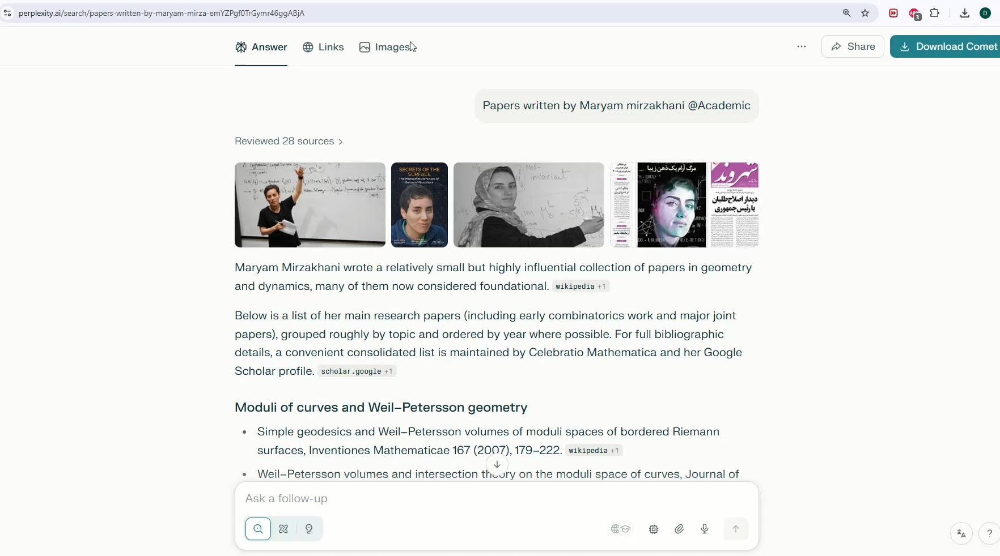 perplexity.ai/search/papers-written-by-maryam-mirza-emYZPgf0TrGymr46ggABjA
3
D
Answer
Links
Images
Share
Download Comet
Papers written by Maryam mirzakhani @Academic
Reviewed 28 sources
SECRETS OF THE
SURFACE
The Mathematical Vision of
Maryam Mirzakhani
invariant
مرگ آرام یک ذهن زیبا
شهروند
دیدار اصلاح‌طلبان
با رئیس‌جمهوری
Maryam Mirzakhani wrote a relatively small but highly influential collection of papers in geometry
and dynamics, many of them now considered foundational. wikipedia +1
Below is a list of her main research papers (including early combinatorics work and major joint
papers), grouped roughly by topic and ordered by year where possible. For full bibliographic
details, a convenient consolidated list is maintained by Celebratio Mathematica and her Google
Scholar profile. scholar.google +1
Moduli of curves and Weil–Petersson geometry
• Simple geodesics and Weil–Petersson volumes of moduli spaces of bordered Riemann
surfaces, Inventiones Mathematicae 167 (2007), 179–222. wikipedia +1
• Weil–Petersson volumes and intersection theory on the moduli space of curves, Journal of
Ask a follow-up
?